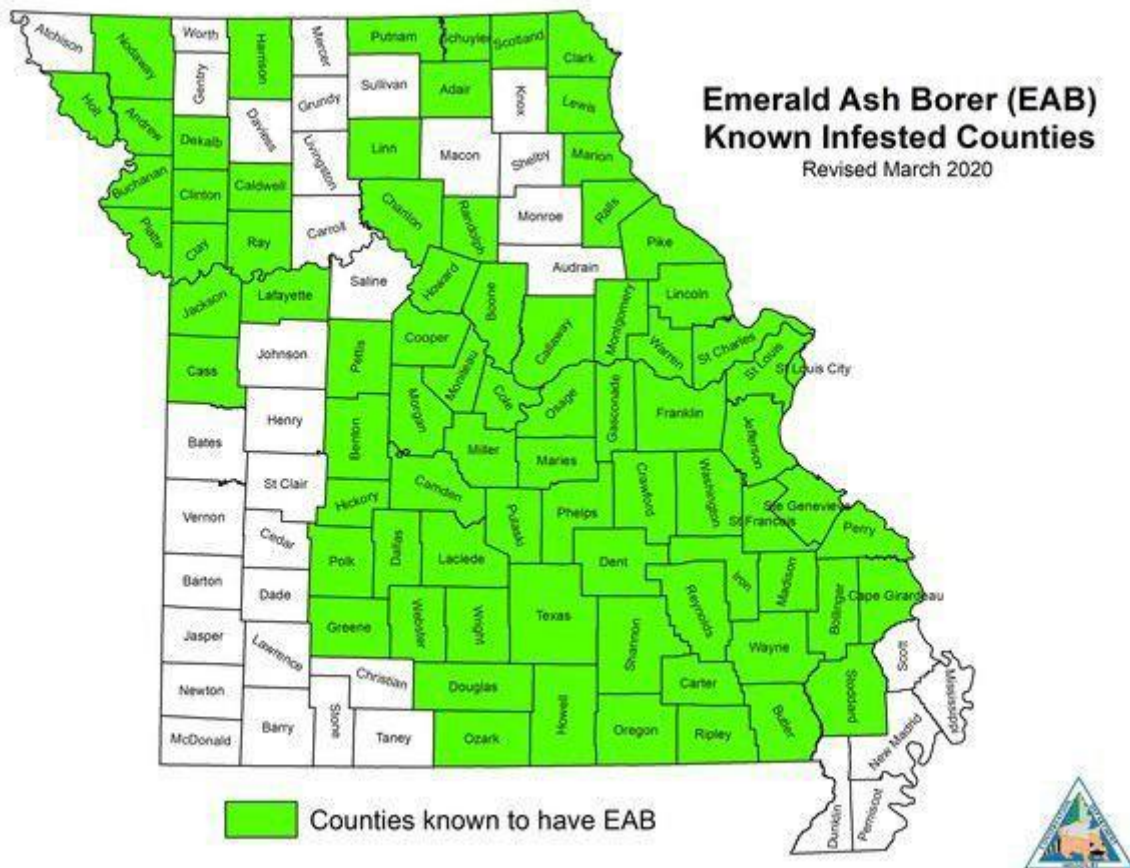 Emerald Ash Borer (EAB)
Known Infested Counties
Revised March 2020
Atchison
Nodaway
Worth
Harrison
Mercer
Putnam
Schuyler
Scotland
Clark
Gentry
Sullivan
Adair
Knox
Lewis
Holt
Andrew
Dekalb
Daviess
Grundy
Livingston
Linn
Macon
Shelby
Marion
Buchanan
Clinton
Caldwell
Chariton
Randolph
Monroe
Ralls
Platte
Clay
Ray
Carroll
Pike
Saline
Howard
Boone
Audrain
Jackson
Lafayette
Callaway
Montgomery
Lincoln
Cooper
Warren
St Charles
Cass
Johnson
Pettis
Moniteau
St Louis
St Louis City
Morgan
Cole
Osage
Gasconade
Franklin
Bates
Henry
Benton
Miller
Maries
Jefferson
St Clair
Hickory
Camden
Pulaski
Phelps
Crawford
Washington
St Francois
Ste Genevieve
Vernon
Cedar
Perry
Polk
Dallas
Laclede
Dent
Iron
Madison
Barton
Dade
Texas
Reynolds
Bollinger
Cape Girardeau
Greene
Webster
Wright
Shannon
Wayne
Jasper
Lawrence
Christian
Scott
Newton
Douglas
Carter
Stoddard
Mississippi
McDonald
Barry
Stone
Taney
Ozark
Howell
Oregon
Ripley
Butler
New Madrid
Dunklin
Pemiscot
Counties known to have EAB